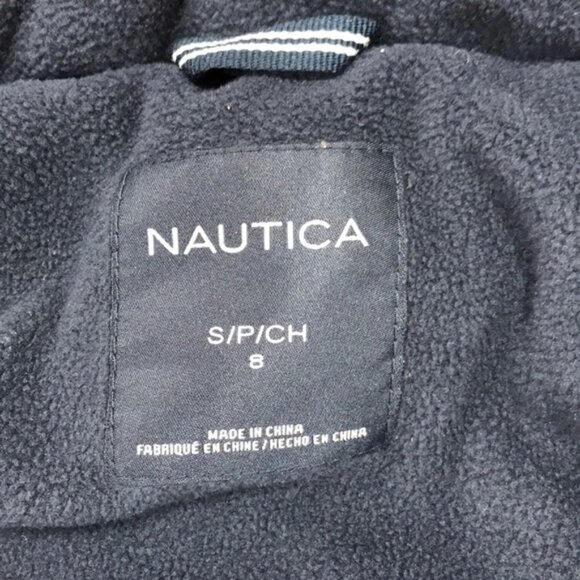 NAUTICA
S/P/CH
8
MADE IN CHINA
FABRIQUÉ EN CHINE / HECHO EN CHINA